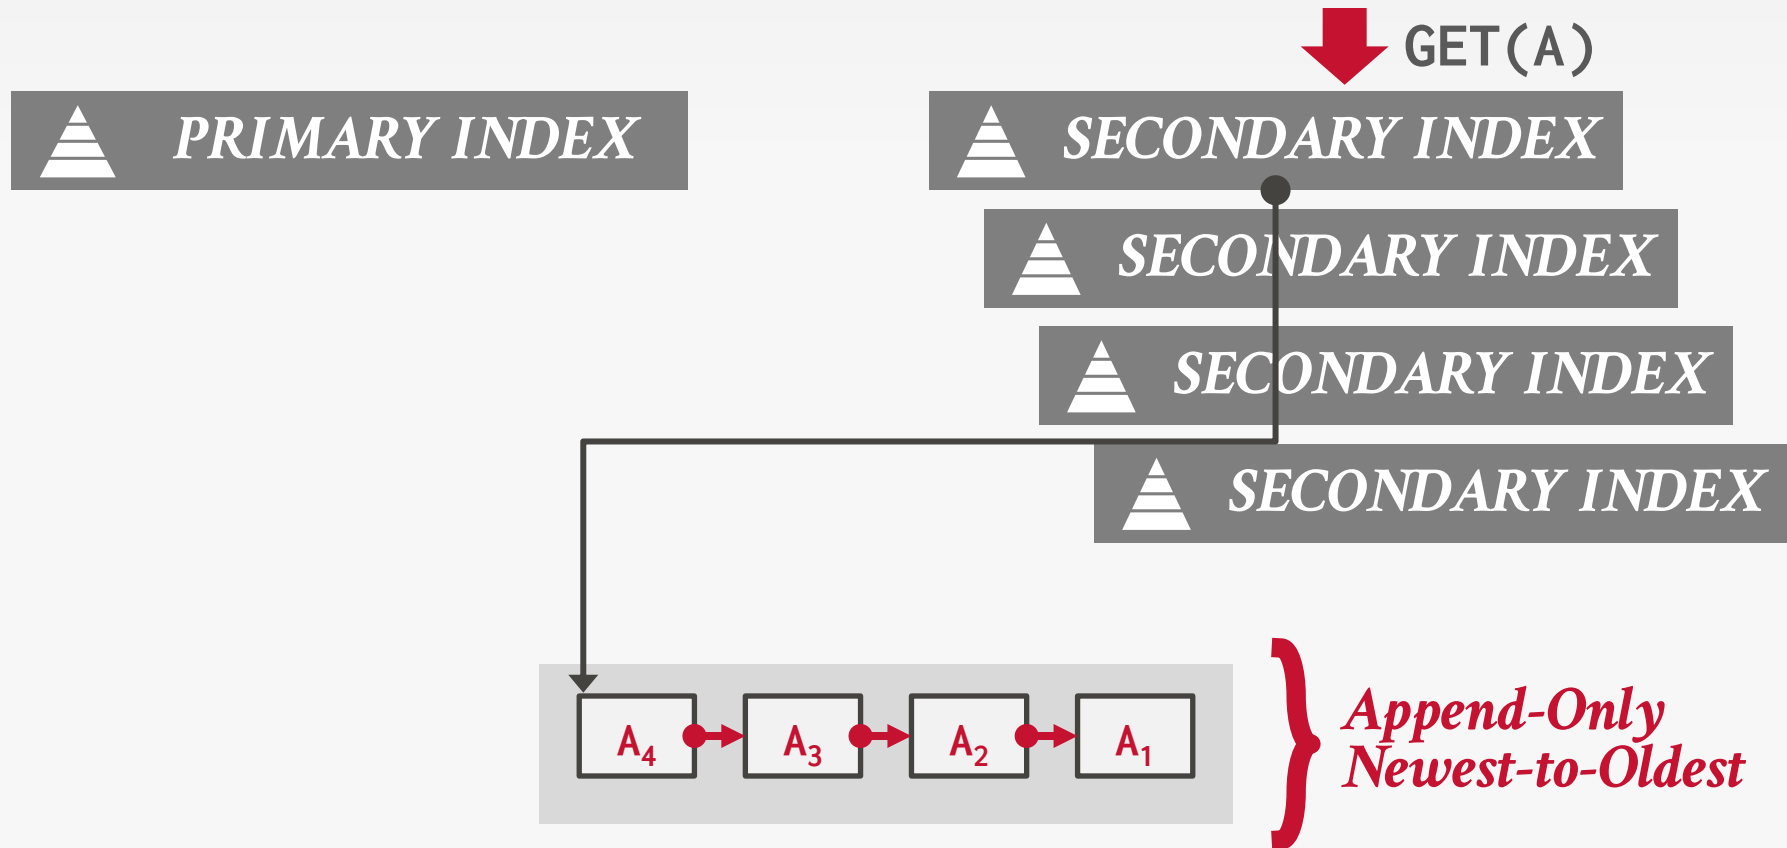 GET(A)
PRIMARY INDEX
SECONDARY INDEX
SECONDARY INDEX
SECONDARY INDEX
SECONDARY INDEX
A₄ A₃ A₂ A₁
Append-Only
Newest-to-Oldest